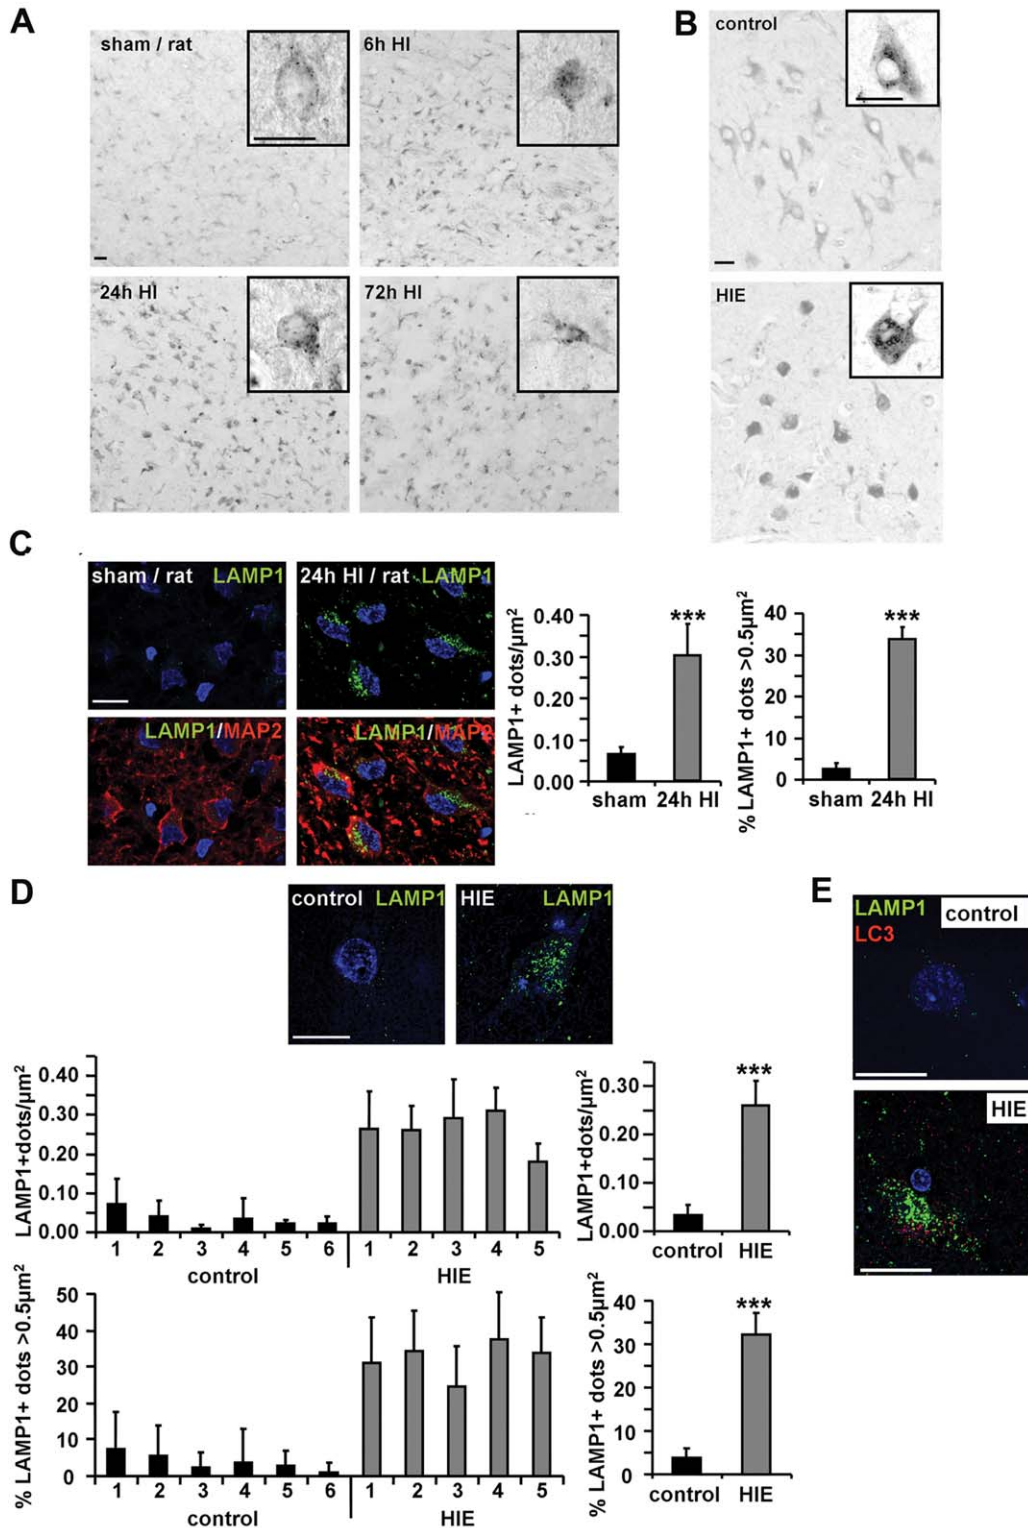 A
sham / rat
6h HI
24h HI
72h HI
B
control
HIE
C
sham / rat LAMP1
24h HI / rat LAMP1
LAMP1/MAP2
LAMP1/MAP2
LAMP1+ dots/µm²
0.40
0.30
0.20
0.10
0.00
***
sham 24h HI
% LAMP1+ dots >0.5µm²
40
30
20
10
0
***
sham 24h HI
D
control LAMP1
HIE LAMP1
LAMP1+dots/µm²
0.40
0.30
0.20
0.10
0.00
1 2 3 4 5 6 1 2 3 4 5
control HIE
LAMP1+dots/µm²
0.30
0.20
0.10
0.00
***
control HIE
% LAMP1+ dots >0.5µm²
50
40
30
20
10
0
1 2 3 4 5 6 1 2 3 4 5
control HIE
% LAMP1+ dots >0.5µm²
40
30
20
10
0
***
control HIE
E
LAMP1 control
LC3
HIE